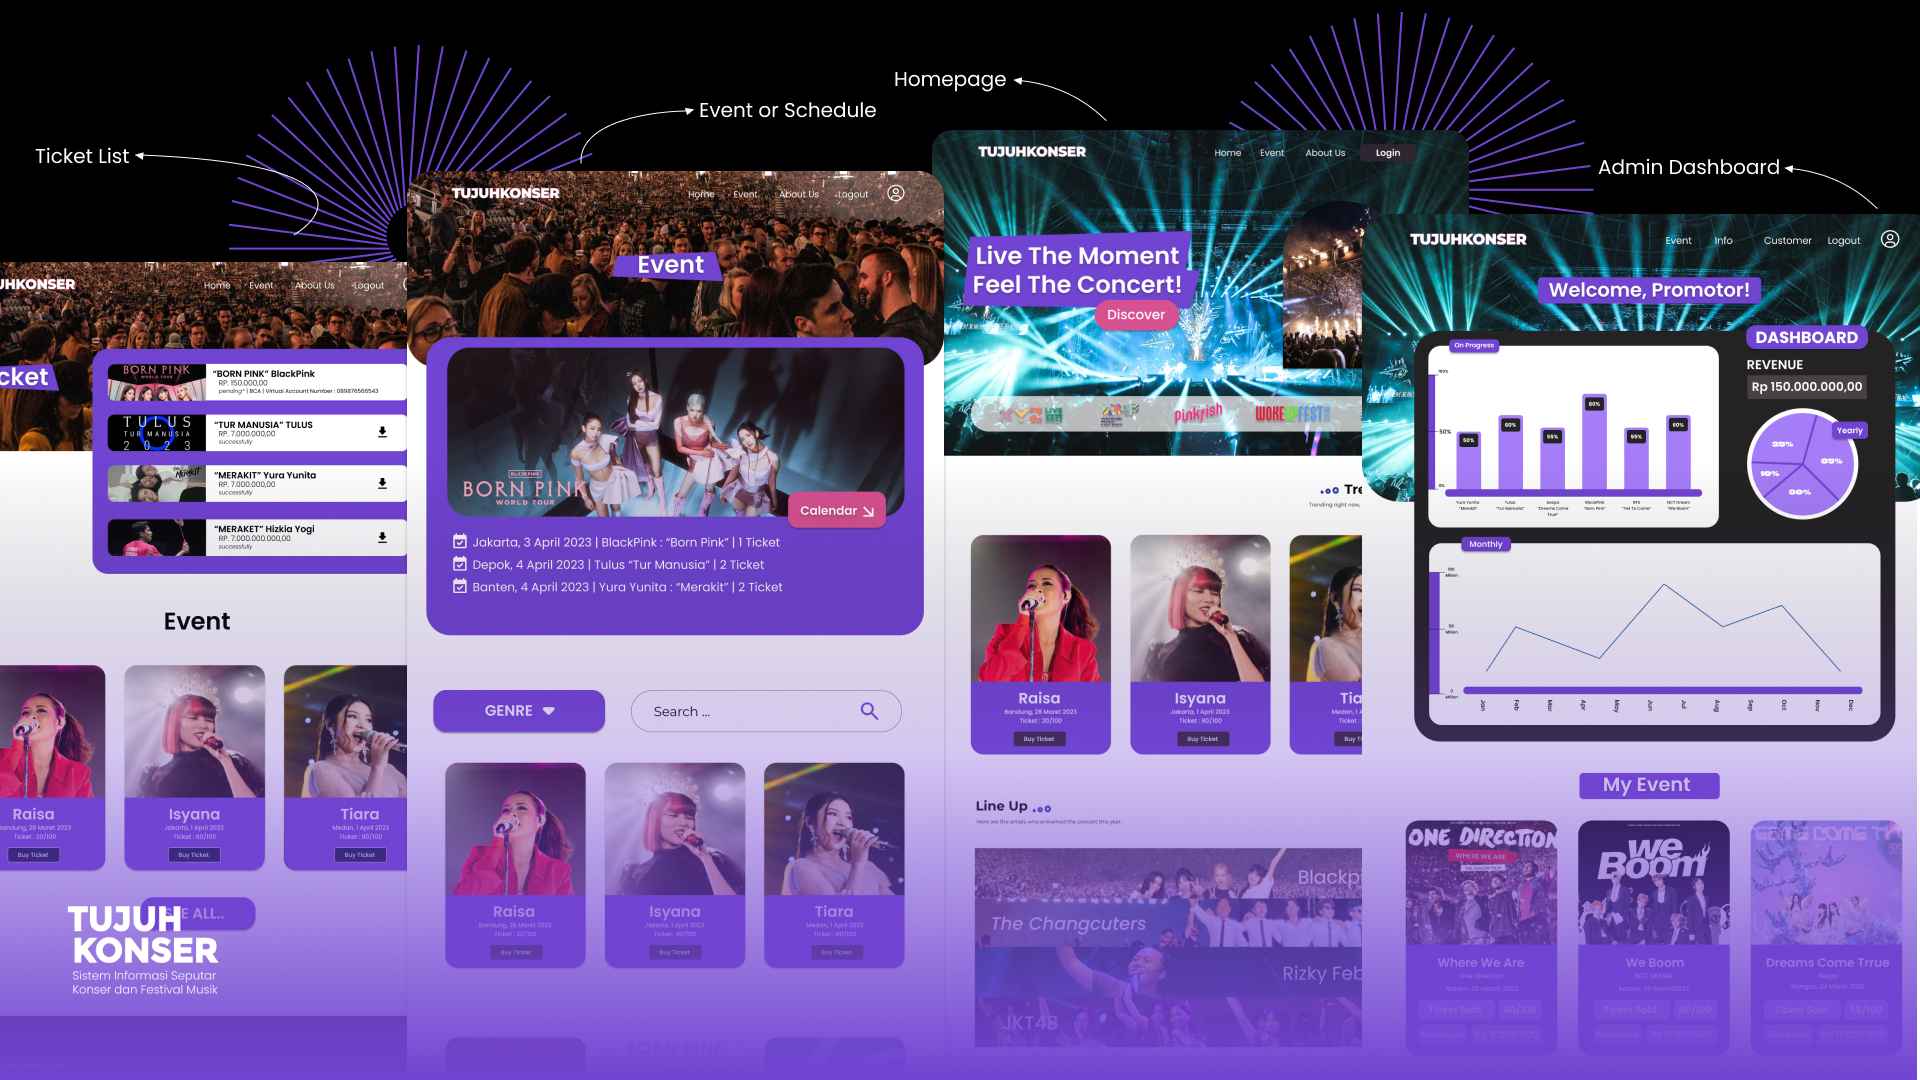 Ticket List
Event or Schedule
Homepage
Admin Dashboard
UHKONSER
Home Event About Us Logout
cket
BORN PINK
WORLD TOUR
“BORN PINK” BlackPink
RP. 150.000,00
pending* | BCA | Virtual Account Number : 089876566543
TULUS
TUR MANUSIA
2023
“TUR MANUSIA” TULUS
RP. 7.000.000,00
successfully
MERAKIT
“MERAKIT” Yura Yunita
RP. 7.000.000,00
successfully
“MERAKET” Hizkia Yogi
RP. 7.000.000.000,00
successfully
Event
Raisa
Bandung, 28 Maret 2023
Ticket : 20/100
Buy Ticket
Isyana
Jakarta, 1 April 2023
Ticket : 80/100
Buy Ticket
Tiara
Medan, 1 April 2023
Ticket : 80/100
Buy Ticket
E ALL..
TUJUH
KONSER
Sistem Informasi Seputar
Konser dan Festival Musik
TUJUHKONSER
Home Event About Us Logout
Event
BLACKPINK
BORN PINK
WORLD TOUR
Calendar
Jakarta, 3 April 2023 | BlackPink : “Born Pink” | 1 Ticket
Depok, 4 April 2023 | Tulus “Tur Manusia” | 2 Ticket
Banten, 4 April 2023 | Yura Yunita : “Merakit” | 2 Ticket
GENRE
Search ...
Raisa
Bandung, 28 Maret 2023
Ticket : 20/100
Buy Ticket
Isyana
Jakarta, 1 April 2023
Ticket : 80/100
Buy Ticket
Tiara
Medan, 1 April 2023
Ticket : 80/100
Buy Ticket
BORN PINK
TUJUHKONSER
Home Event About Us Login
Live The Moment
Feel The Concert!
Discover
pinkfish
WOKEUPFEST
Tre
Trending right now,
Raisa
Bandung, 28 Maret 2023
Ticket : 20/100
Buy Ticket
Isyana
Jakarta, 1 April 2023
Ticket : 80/100
Buy Ticket
Tia
Medan, 1
Ticket :
Buy Ti
Line Up
Here are the artists who enlivened the concert this year
Blackp
The Changcuters
Rizky Feb
JKT48
TUJUHKONSER
Event Info Customer Logout
Welcome, Promotor!
DASHBOARD
REVENUE
Rp 150.000.000,00
On Progress
100%
50%
0%
50%
60%
55%
80%
55%
60%
Yura Yunita
“Merakit”
Tulus
“Tur Manusia”
Aespa
“Dreams Come
True”
BlackPink
“Born Pink”
BTS
“Yet To Come”
NCT Dream
“We Boom”
Yearly
25%
35%
10%
30%
Monthly
100
Million
50
Million
0
Million
Jan Feb Mar Apr May Jun Jul Aug Sep Oct Nov Dec
My Event
ONE DIRECTION
WHERE WE ARE
Where We Are
One Direction
Batam, 30 March 2023
Ticket Sold 40/100
Revenue Rp 8.000.000
We Boom
We Boom
NCT DREAM
Batam, 30 March2023
Ticket Sold 60/100
Revenue Rp 12.000.000
Dreams Come Trrue
Aespa
Nongsa, 29 Maret 2023
Ticket Sold 55/100
Revenue Rp 11.000.000